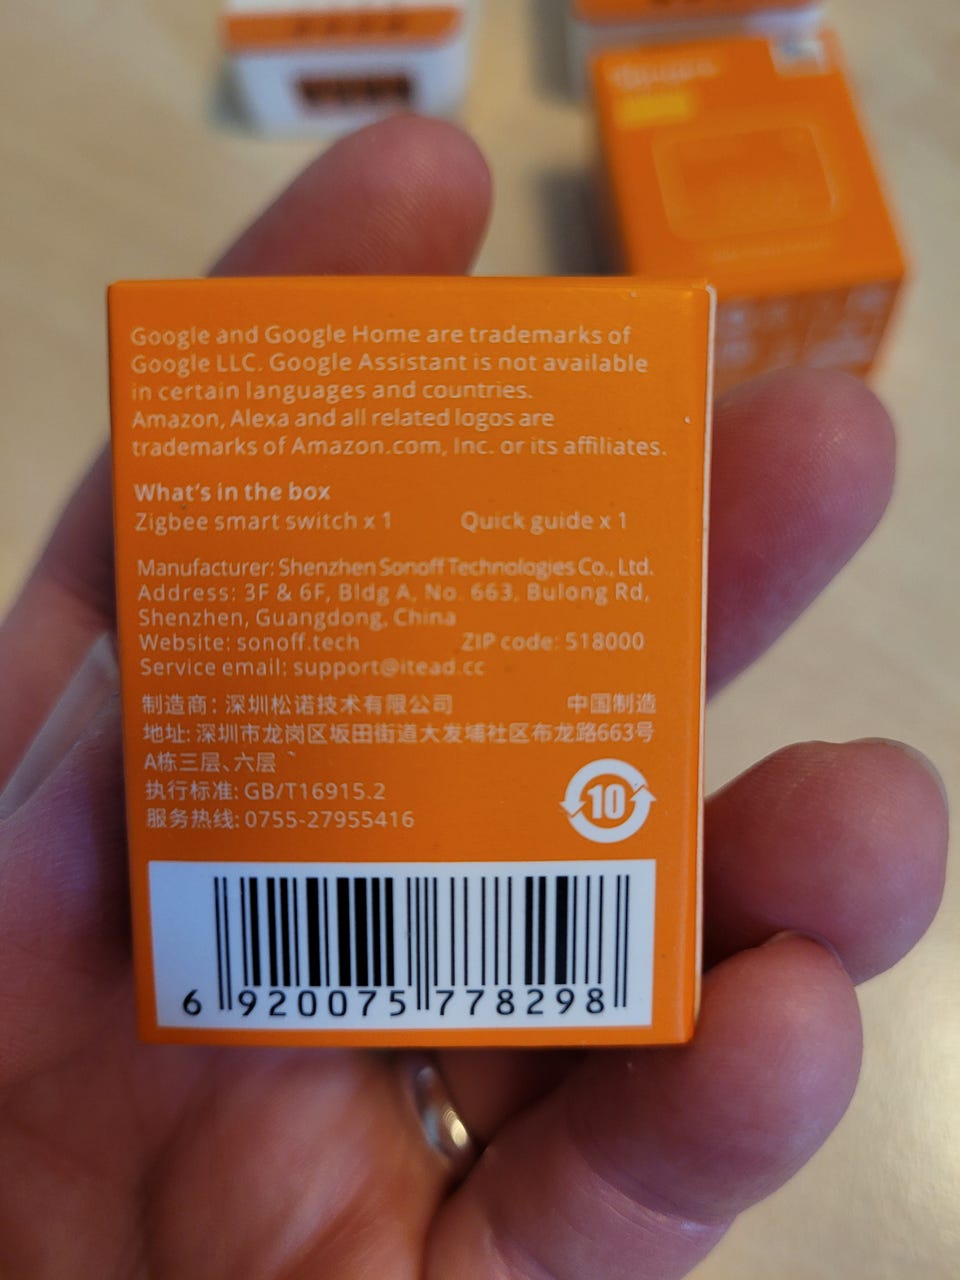 Google and Google Home are trademarks of
Google LLC. Google Assistant is not available
in certain languages and countries.
Amazon, Alexa and all related logos are
trademarks of Amazon.com, Inc. or its affiliates.
What's in the box
Zigbee smart switch x 1 Quick guide x 1
Manufacturer: Shenzhen Sonoff Technologies Co., Ltd.
Address: 3F & 6F, Bldg A, No. 663, Bulong Rd,
Shenzhen, Guangdong, China
Website: sonoff.tech ZIP code: 518000
Service email: support@itead.cc
制造商: 深圳松诺技术有限公司 中国制造
地址: 深圳市龙岗区坂田街道大发埔社区布龙路663号
A栋三层、六层
执行标准: GB/T16915.2
服务热线: 0755-27955416
10
6 920075 778298